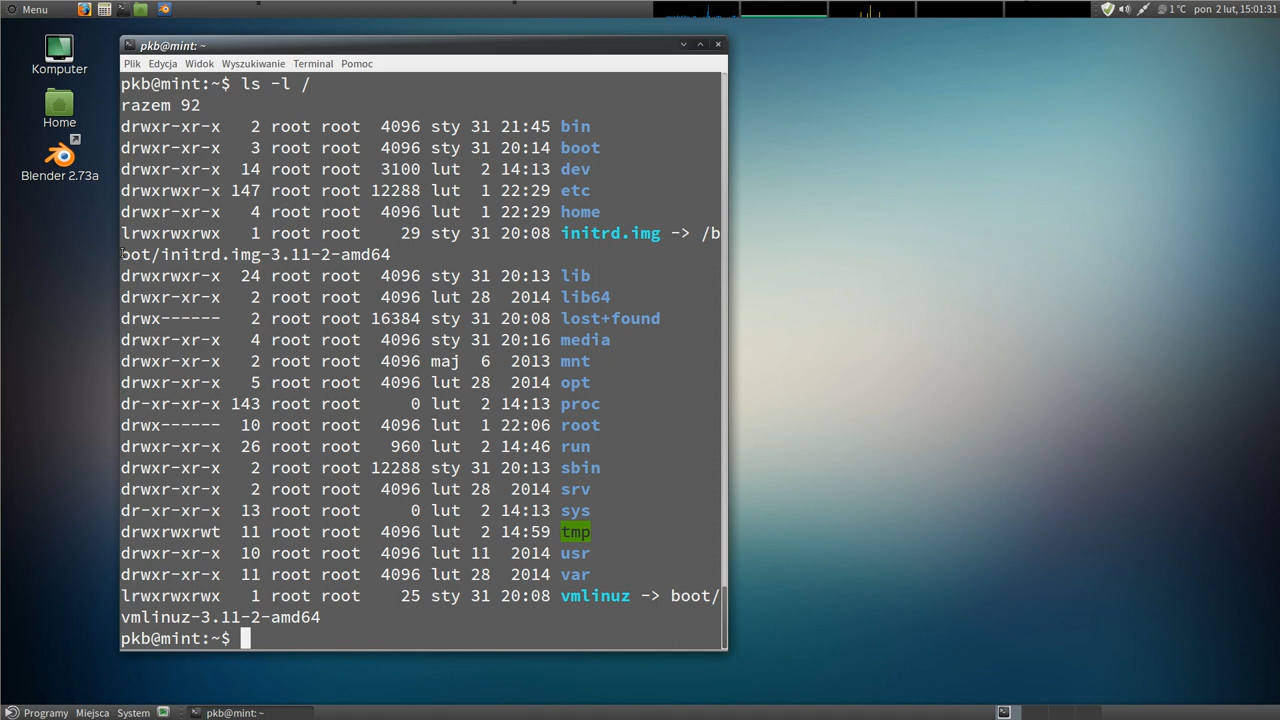 Menu
1 °C pon 2 lut, 15:01:31
Komputer
Home
Blender 2.73a
pkb@mint: ~
Plik Edycja Widok Wyszukiwanie Terminal Pomoc
pkb@mint:~$ ls -l /
razem 92
drwxr-xr-x 2 root root 4096 sty 31 21:45 bin
drwxr-xr-x 3 root root 4096 sty 31 20:14 boot
drwxr-xr-x 14 root root 3100 lut 2 14:13 dev
drwxrwxr-x 147 root root 12288 lut 1 22:29 etc
drwxr-xr-x 4 root root 4096 lut 1 22:29 home
lrwxrwxrwx 1 root root 29 sty 31 20:08 initrd.img -> /b
oot/initrd.img-3.11-2-amd64
drwxrwxr-x 24 root root 4096 sty 31 20:13 lib
drwxr-xr-x 2 root root 4096 lut 28 2014 lib64
drwx------ 2 root root 16384 sty 31 20:08 lost+found
drwxr-xr-x 4 root root 4096 sty 31 20:16 media
drwxr-xr-x 2 root root 4096 maj 6 2013 mnt
drwxr-xr-x 5 root root 4096 lut 28 2014 opt
dr-xr-xr-x 143 root root 0 lut 2 14:13 proc
drwx------ 10 root root 4096 lut 1 22:06 root
drwxr-xr-x 26 root root 960 lut 2 14:46 run
drwxr-xr-x 2 root root 12288 sty 31 20:13 sbin
drwxr-xr-x 2 root root 4096 lut 28 2014 srv
dr-xr-xr-x 13 root root 0 lut 2 14:13 sys
drwxrwxrwt 11 root root 4096 lut 2 14:59 tmp
drwxr-xr-x 10 root root 4096 lut 11 2014 usr
drwxr-xr-x 11 root root 4096 lut 28 2014 var
lrwxrwxrwx 1 root root 25 sty 31 20:08 vmlinuz -> boot/
vmlinuz-3.11-2-amd64
pkb@mint:~$
Programy Miejsca System pkb@mint: ~